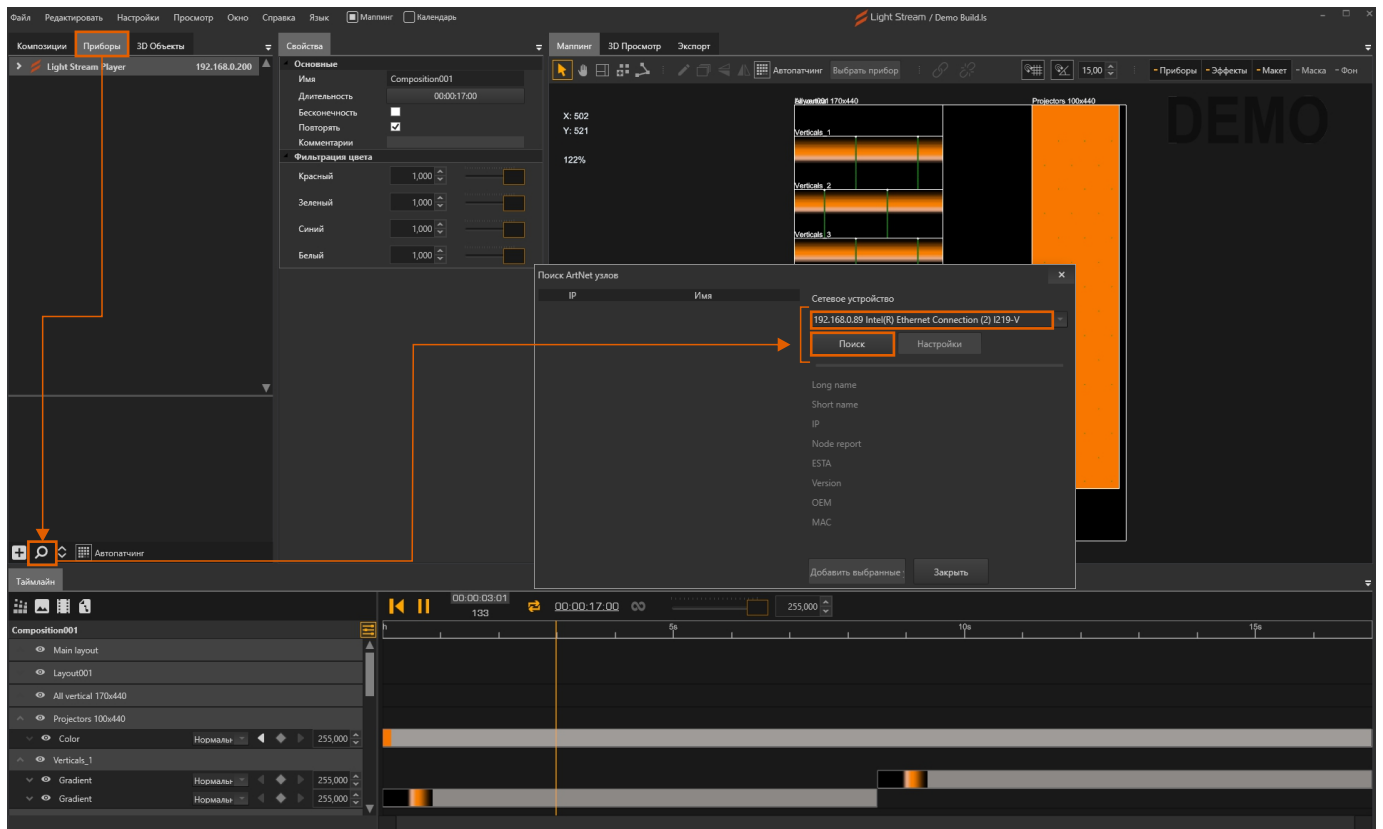 Файл Редактировать Настройки Просмотр Окно Справка Язык Маппинг Календарь
Light Stream / Demo Build.ls
Композиции Приборы 3D Объекты
Light Stream Player 192.168.0.200
Свойства
Основные
Имя Composition001
Длительность 00:00:17:00
Бесконечность
Повторять
Комментарии
Фильтрация цвета
Красный 1,000
Зеленый 1,000
Синий 1,000
Белый 1,000
Маппинг 3D Просмотр Экспорт
Автопатчинг Выбрать прибор 15,00 Приборы Эффекты Макет Маска Фон
X: 502
Y: 521
122%
170x440
Projectors 100x440
DEMO
Verticals_1
Verticals_2
Verticals_3
Поиск ArtNet узлов
IP Имя
Сетевое устройство
192.168.0.89 Intel(R) Ethernet Connection (2) I219-V
Поиск Настройки
Long name
Short name
IP
Node report
ESTA
Version
OEM
MAC
Добавить выбранные Закрыть
Автопатчинг
Таймлайн
00:00:03:01
133
00:00:17:00
255,000
Composition001
h 5s 10s 15s
Main layout
Layout001
All vertical 170x440
Projectors 100x440
Color Нормальн 255,000
Verticals_1
Gradient Нормальн 255,000
Gradient Нормальн 255,000